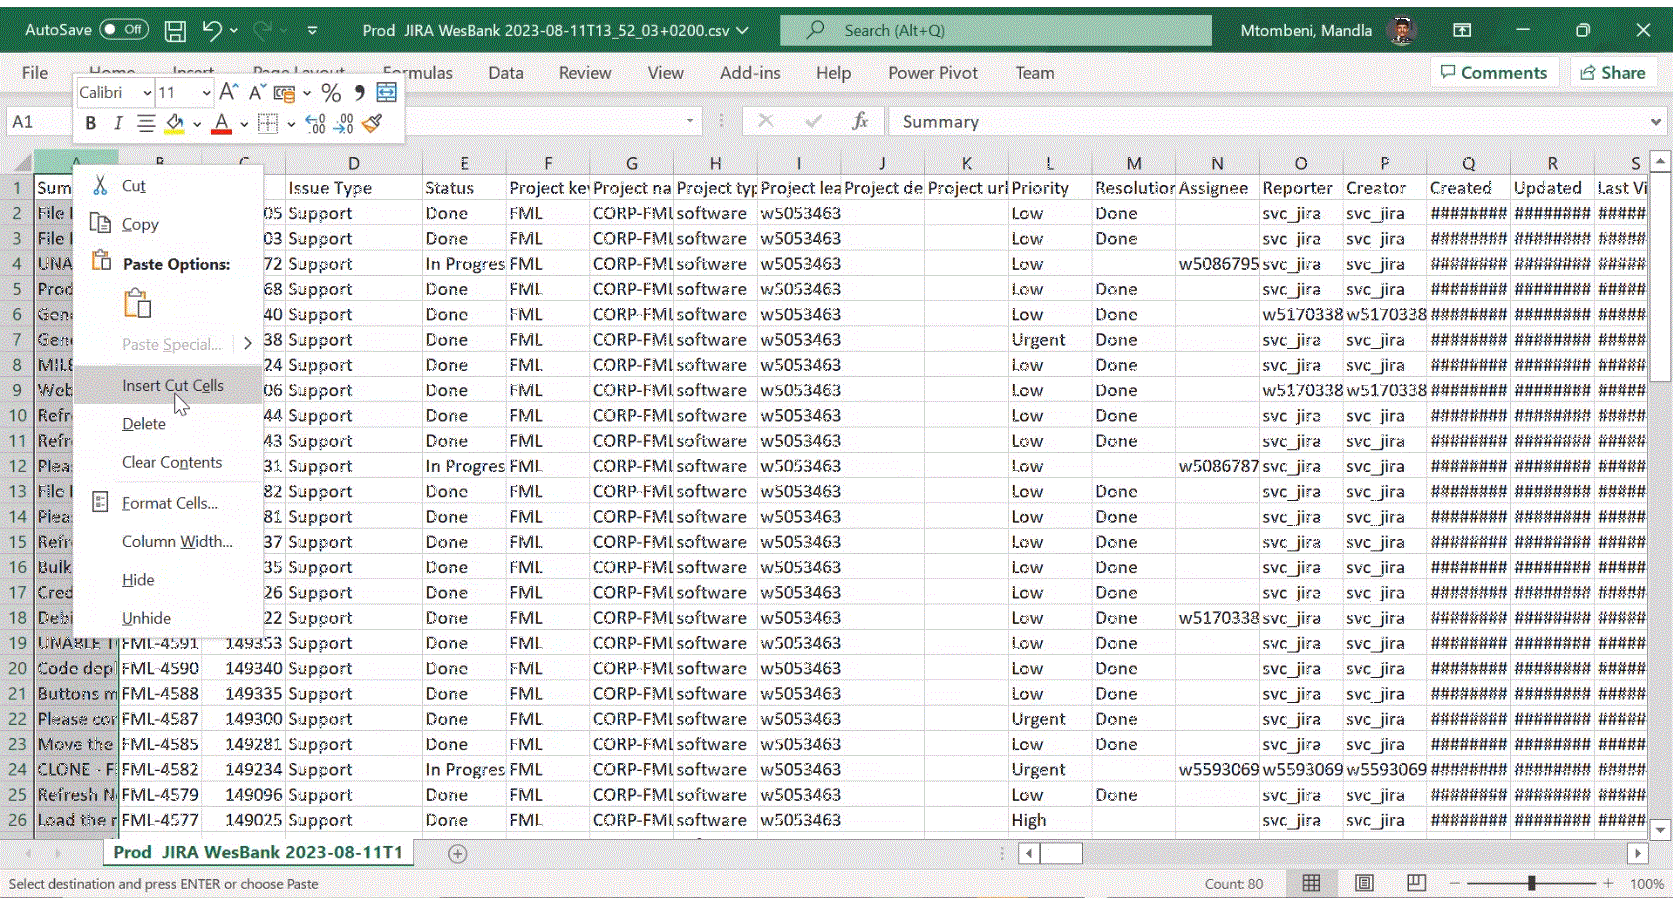 AutoSave Off Prod JIRA WesBank 2023-08-11T13_52_03+0200.csv Search (Alt+Q) Mtombeni, Mandla
File Home Insert Page Layout Formulas Data Review View Add-ins Help Power Pivot Team Comments Share
Calibri 11
B I A
A1 fx Summary
A B C D E F G H I J K L M N O P Q R S
1 Sum Issue Type Status Project key Project na Project typ Project lea Project de Project url Priority Resolution Assignee Reporter Creator Created Updated Last Vi
2 File 05 Support Done FML CORP-FML software w5053463 Low Done svc_jira svc_jira ######## ######## #####
3 File 03 Support Done FML CORP-FML software w5053463 Low Done svc_jira svc_jira ######## ######## #####
4 UNA 72 Support In Progres FML CORP-FML software w5053463 Low w5086795 svc_jira svc_jira ######## ######## #####
5 Prod 68 Support Done FML CORP-FML software w5053463 Low Done svc_jira svc_jira ######## ######## #####
6 Gene 40 Support Done FML CORP-FML software w5053463 Low Done w5170338 w5170338 ######## ######## #####
7 Gene 38 Support Done FML CORP-FML software w5053463 Urgent Done svc_jira svc_jira ######## ######## #####
8 24 Support Done FML CORP-FML software w5053463 Low Done svc_jira svc_jira ######## ######## #####
9 Web 06 Support Done FML CORP-FML software w5053463 Low Done w5170338 w5170338 ######## ######## #####
10 Refr 44 Support Done FML CORP-FML software w5053463 Low Done svc_jira svc_jira ######## ######## #####
11 Refr 43 Support Done FML CORP-FML software w5053463 Low Done svc_jira svc_jira ######## ######## #####
12 Plea 31 Support In Progres FML CORP-FML software w5053463 Low w5086787 svc_jira svc_jira ######## ######## #####
13 File 82 Support Done FML CORP-FML software w5053463 Low Done svc_jira svc_jira ######## ######## #####
14 Plea 81 Support Done FML CORP-FML software w5053463 Low Done svc_jira svc_jira ######## ######## #####
15 Refr 37 Support Done FML CORP-FML software w5053463 Low Done svc_jira svc_jira ######## ######## #####
16 Bulk 35 Support Done FML CORP-FML software w5053463 Low Done svc_jira svc_jira ######## ######## #####
17 Cred 26 Support Done FML CORP-FML software w5053463 Low Done svc_jira svc_jira ######## ######## #####
18 Debi 22 Support Done FML CORP-FML software w5053463 Low Done w5170338 svc_jira svc_jira ######## ######## #####
19 UNABLE T FML-4591 149353 Support Done FML CORP-FML software w5053463 Low Done svc_jira svc_jira ######## ######## #####
20 Code depl FML-4590 149340 Support Done FML CORP-FML software w5053463 Low Done svc_jira svc_jira ######## ######## #####
21 Buttons m FML-4588 149335 Support Done FML CORP-FML software w5053463 Low Done svc_jira svc_jira ######## ######## #####
22 Please cor FML-4587 149300 Support Done FML CORP-FML software w5053463 Urgent Done svc_jira svc_jira ######## ######## #####
23 Move the FML-4585 149281 Support Done FML CORP-FML software w5053463 Low Done svc_jira svc_jira ######## ######## #####
24 CLONE - F FML-4582 149234 Support In Progres FML CORP-FML software w5053463 Urgent w5593069 w5593069 w5593069 ######## ######## #####
25 Refresh N FML-4579 149096 Support Done FML CORP-FML software w5053463 Low Done svc_jira svc_jira ######## ######## #####
26 Load the r FML-4577 149025 Support Done FML CORP-FML software w5053463 High svc_jira svc_jira ######## ######## #####
Cut
Copy
Paste Options:
Paste Special...
Insert Cut Cells
Delete
Clear Contents
Format Cells...
Column Width...
Hide
Unhide
Prod JIRA WesBank 2023-08-11T1
Select destination and press ENTER or choose Paste Count: 80 100%